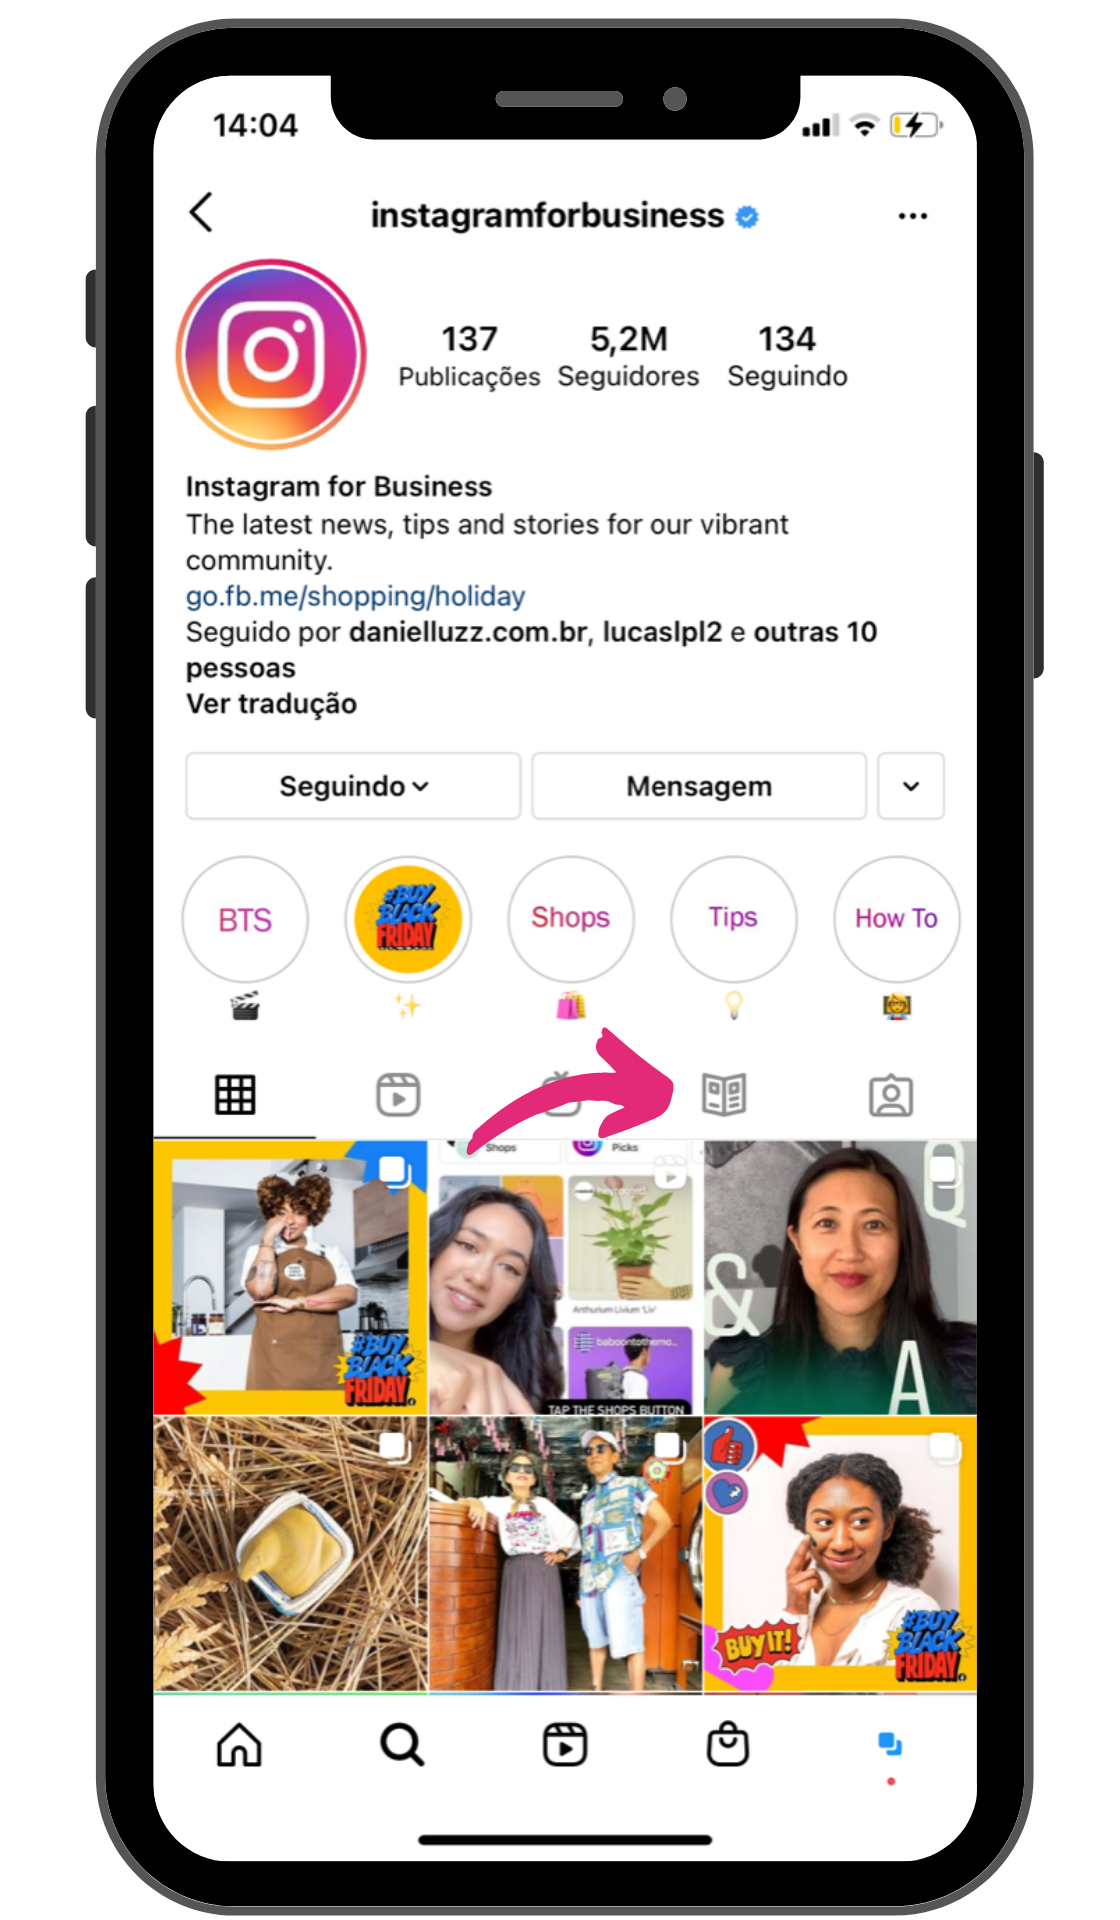 14:04
instagramforbusiness
137 5,2M 134
Publicações Seguidores Seguindo
Instagram for Business
The latest news, tips and stories for our vibrant
community.
go.fb.me/shopping/holiday
Seguido por danielluzz.com.br, lucaslpl2 e outras 10
pessoas
Ver tradução
Seguindo Mensagem
BTS
#BUY
BLACK
FRIDAY
Shops
Tips
How To
Shops Picks
Anthurium Livium 'Liv'
baboontothemo...
TAP THE SHOPS BUTTON
#BUY
BLACK
FRIDAY
Q
&
A
BUY IT!
#BUY
BLACK
FRIDAY